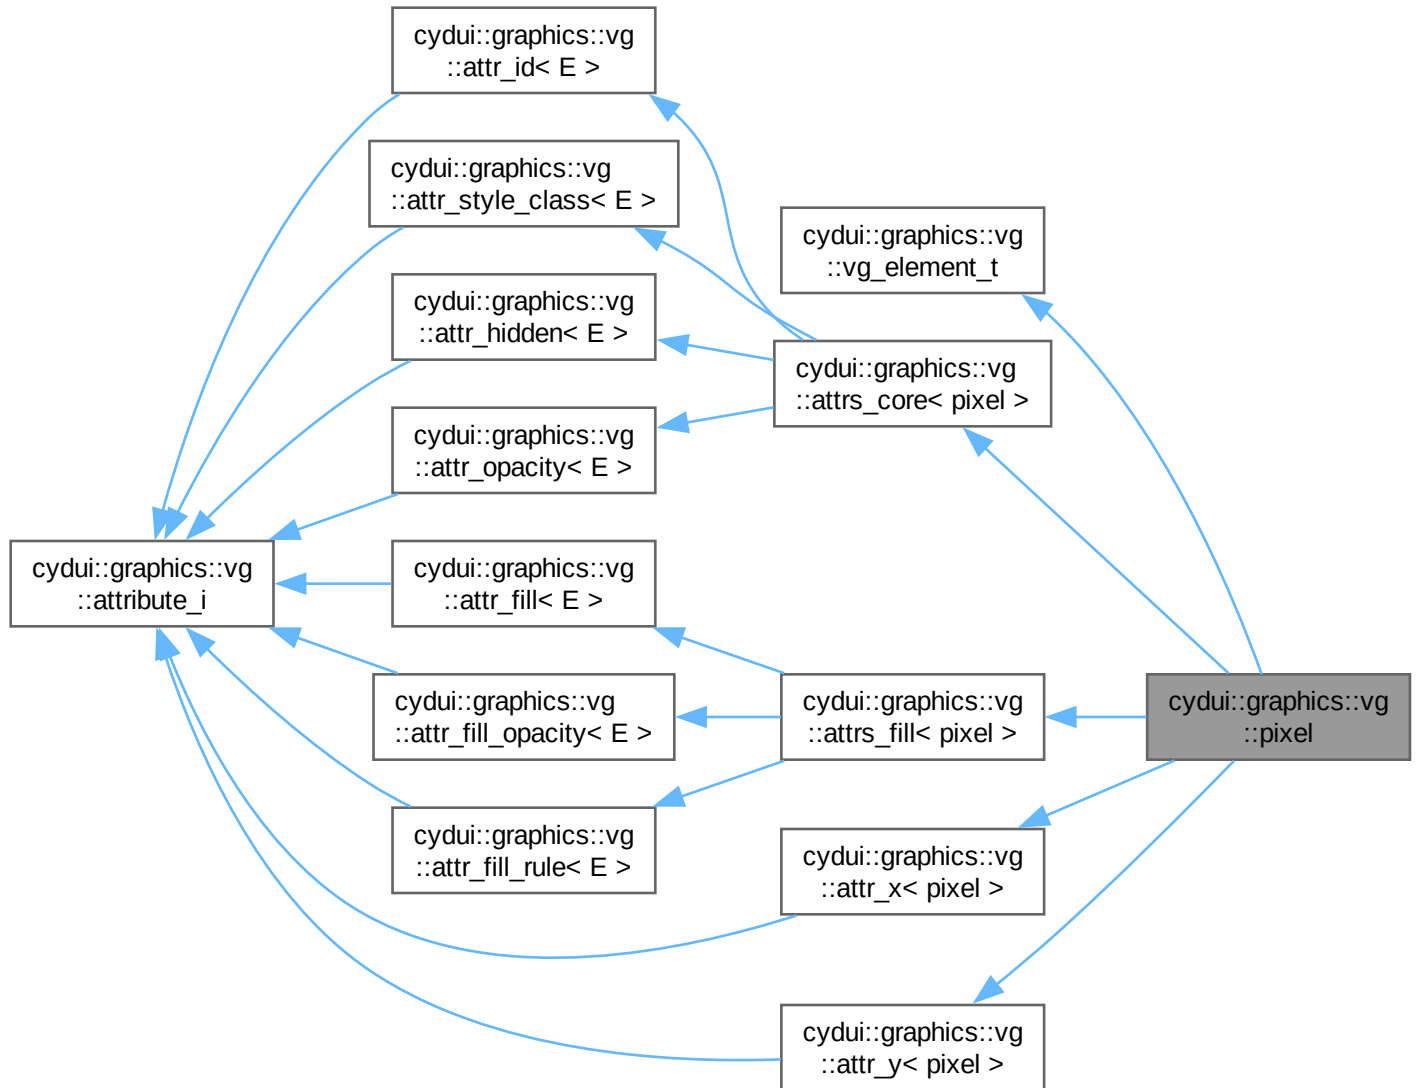 cydui::graphics::vg
::attr_id< E >
cydui::graphics::vg
::attr_style_class< E >
cydui::graphics::vg
::vg_element_t
cydui::graphics::vg
::attr_hidden< E >
cydui::graphics::vg
::attrs_core< pixel >
cydui::graphics::vg
::attr_opacity< E >
cydui::graphics::vg
::attribute_i
cydui::graphics::vg
::attr_fill< E >
cydui::graphics::vg
::attr_fill_opacity< E >
cydui::graphics::vg
::attrs_fill< pixel >
cydui::graphics::vg
::pixel
cydui::graphics::vg
::attr_fill_rule< E >
cydui::graphics::vg
::attr_x< pixel >
cydui::graphics::vg
::attr_y< pixel >